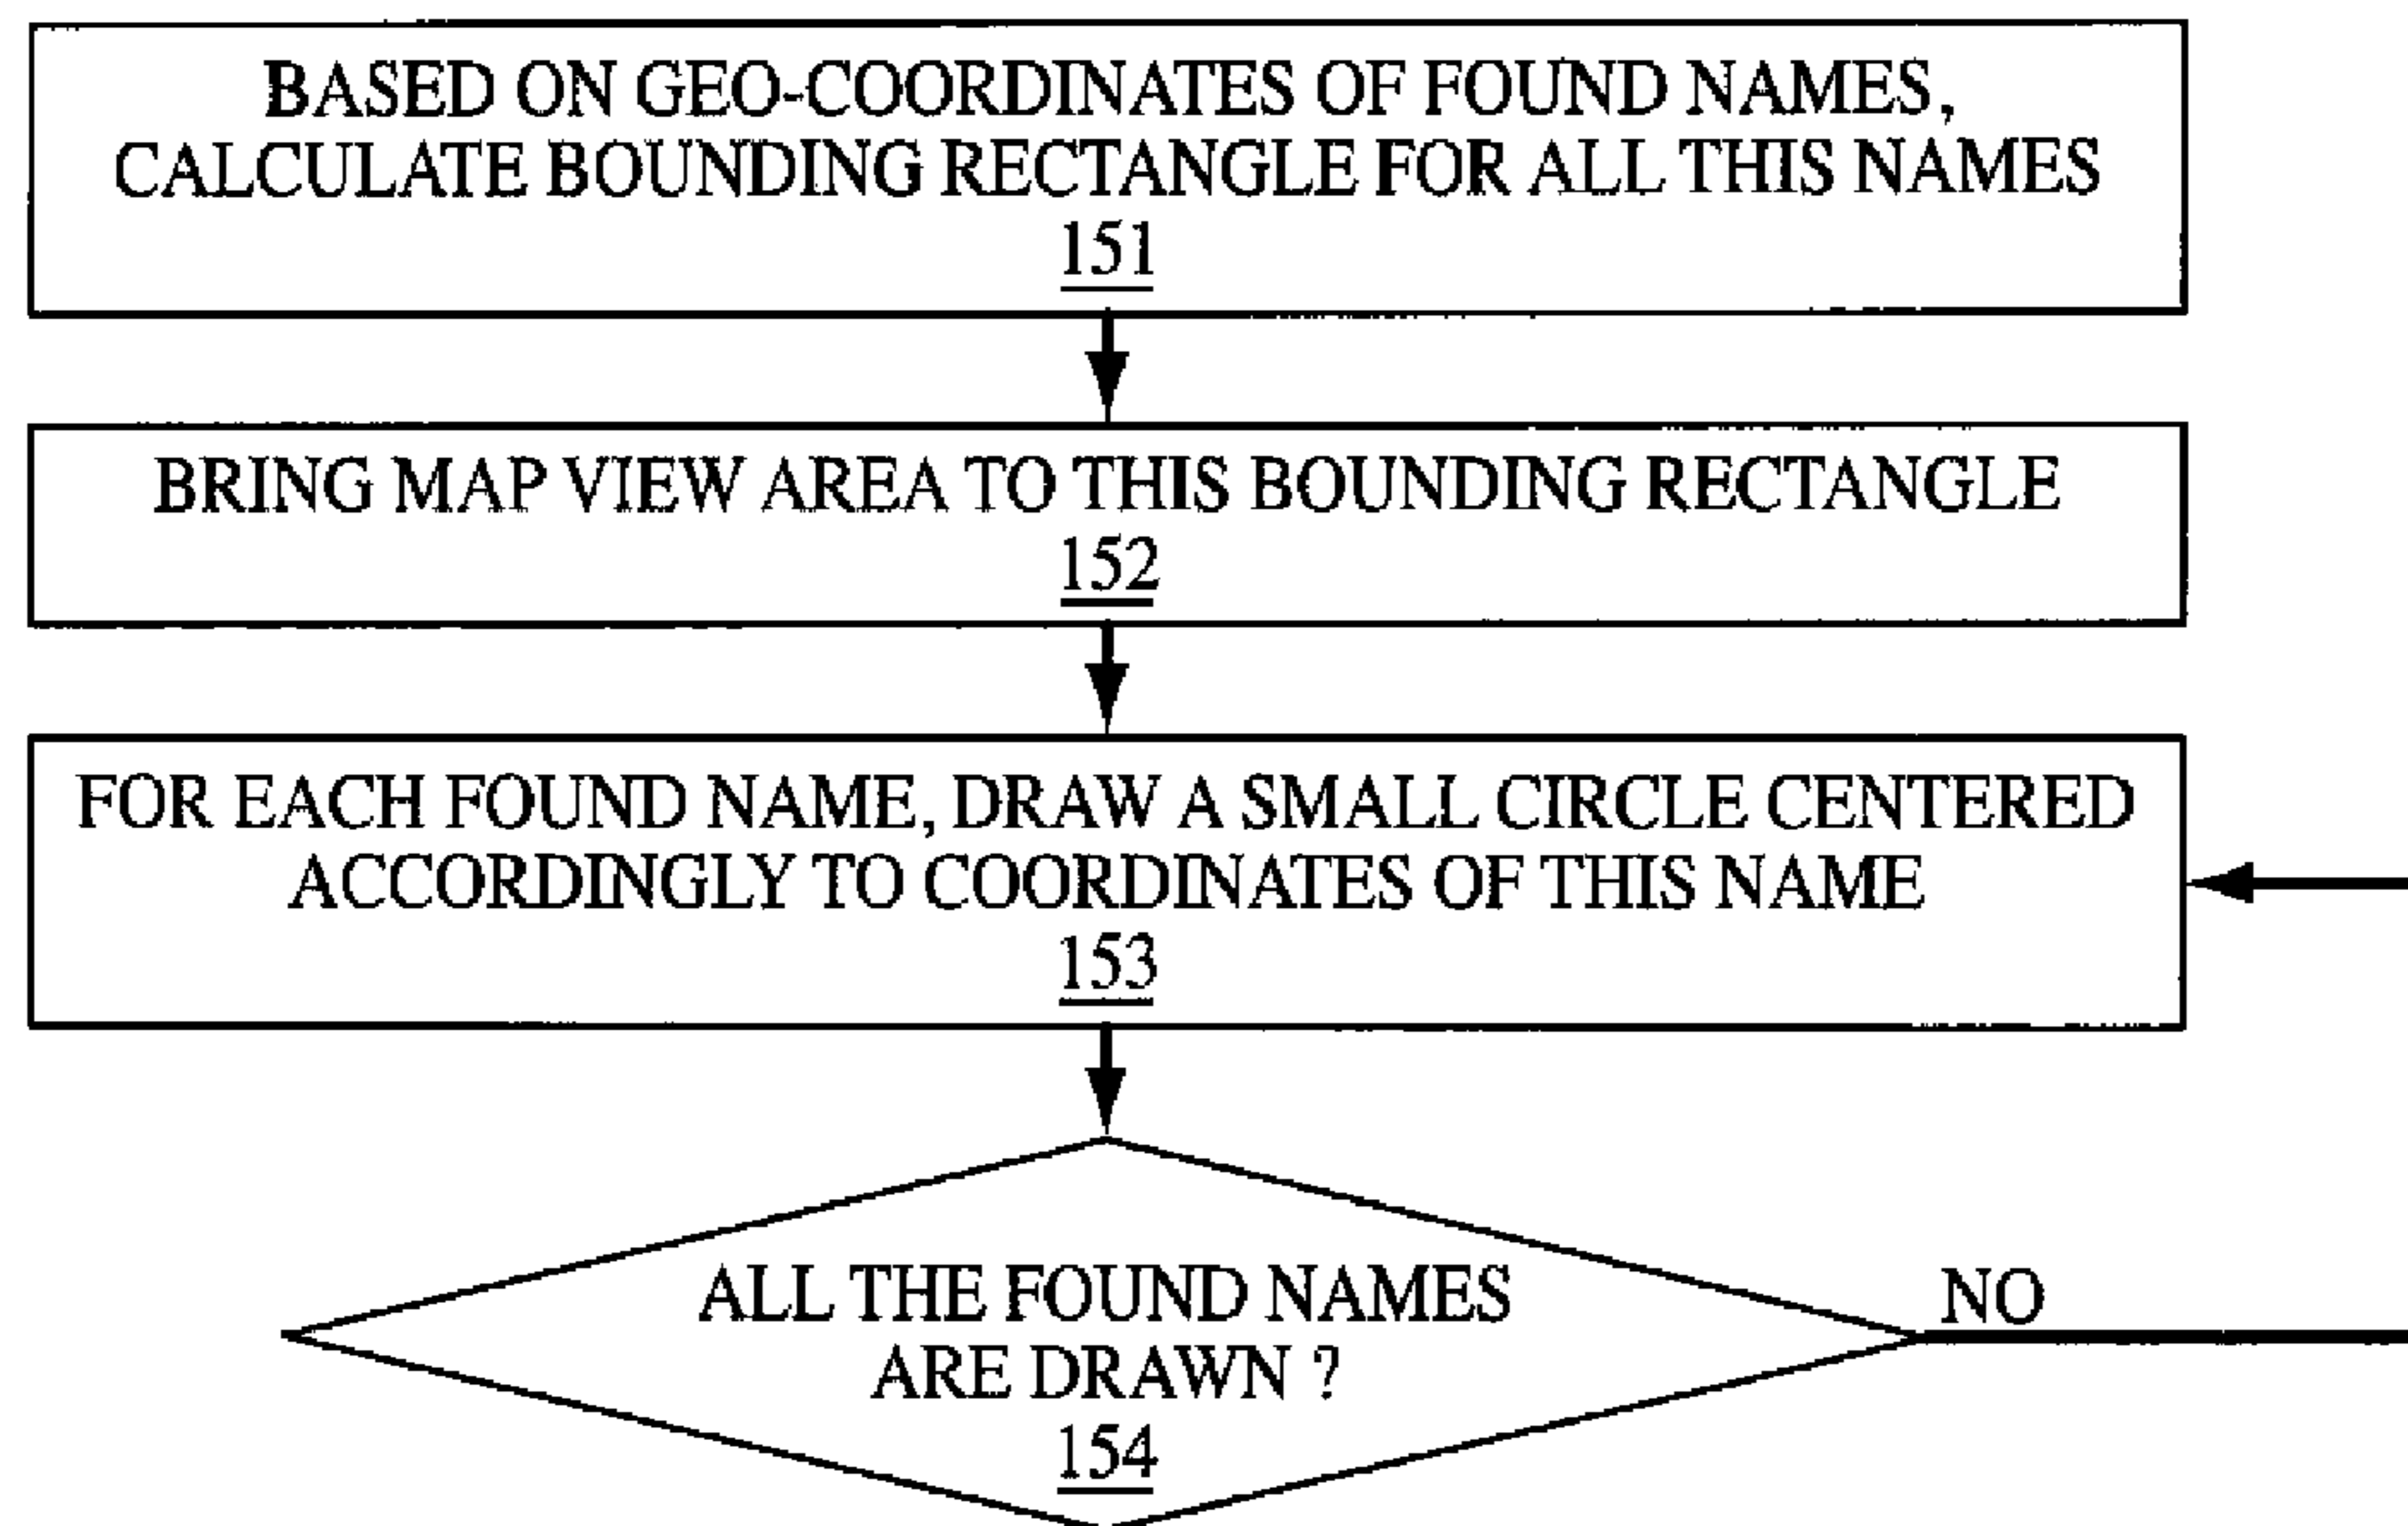 BASED ON GEO-COORDINATES OF FOUND NAMES,
CALCULATE BOUNDING RECTANGLE FOR ALL THIS NAMES
151
BRING MAP VIEW AREA TO THIS BOUNDING RECTANGLE
152
FOR EACH FOUND NAME, DRAW A SMALL CIRCLE CENTERED
ACCORDINGLY TO COORDINATES OF THIS NAME
153
ALL THE FOUND NAMES
ARE DRAWN ?
154
NO